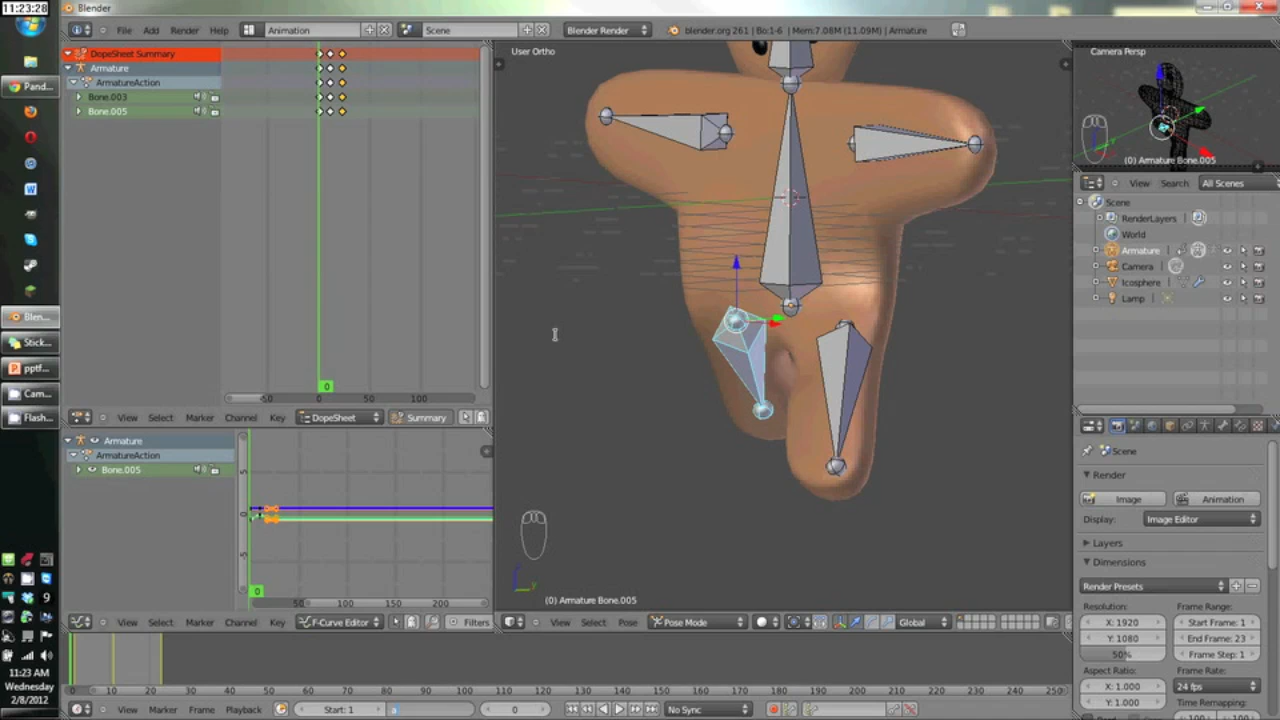 11:23:28
Blender
File Add Render Help
Animation
Scene
Blender Render
blender.org 261 | Bo:1-6 | Mem:7.08M (11.09M) | Armature
DopeSheet Summary
Armature
ArmatureAction
Bone.003
Bone.005
User Ortho
Camera Persp
(0) Armature Bone.005
View Search All Scenes
Scene
RenderLayers
World
Armature
Camera
Icosphere
Lamp
Pand...
Blen...
Stick...
pptf...
Cam...
Flash...
0
-50 0 50 100
View Select Marker Channel Key DopeSheet Summary
Armature
ArmatureAction
Bone.005
5
0
-5
0
50 100 150 200
(0) Armature Bone.005
View Select Marker Channel Key F-Curve Editor Filters
View Select Pose Pose Mode Global
Scene
Render
Image Animation
Display: Image Editor
Layers
Dimensions
Render Presets
Resolution: Frame Range:
X: 1920 Start Frame: 1
Y: 1080 End Frame: 23
50% Frame Step: 1
Aspect Ratio: Frame Rate:
X: 1.000 24 fps
Y: 1.000 Time Remapping:
0 10 20 30 40 50 60 70 80 90 100 110 120 130 140 150 160 170 180 190 200 210 220 230 240 250
View Marker Frame Playback Start: 1 0 No Sync
11:23 AM
Wednesday
2/8/2012